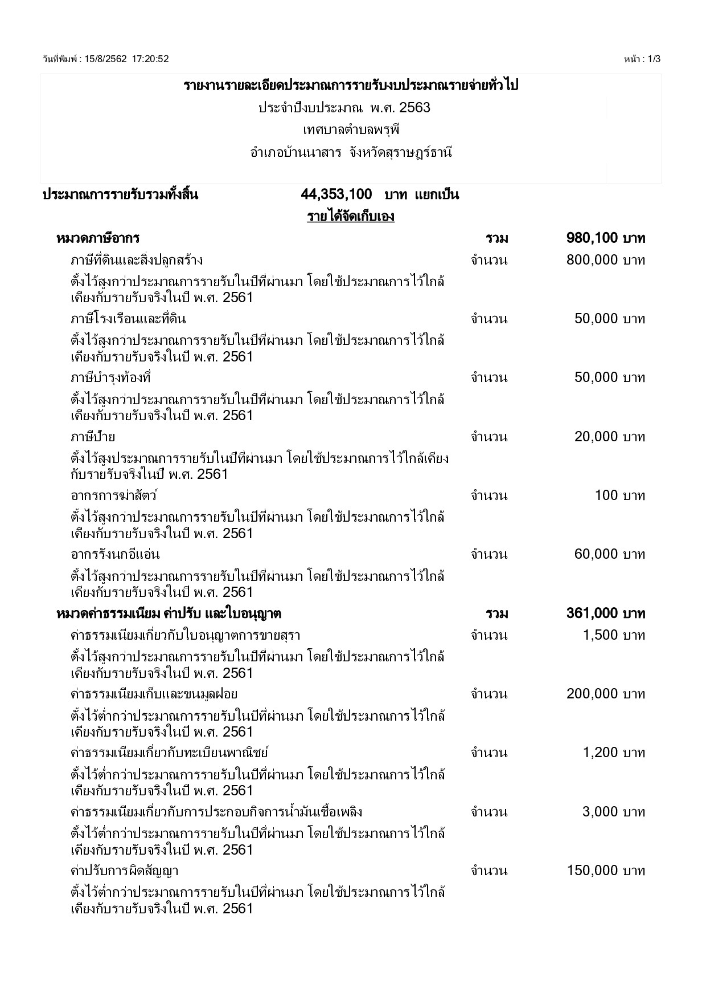 วันที่พิมพ์ : 15/8/2562 17:20:52
หน้า : 1/3
รายงานรายละเอียดประมาณการรายรับงบประมาณรายจ่ายทั่วไป
ประจำปีงบประมาณ พ.ศ. 2563
เทศบาลตำบลพรุพี
อำเภอบ้านนาสาร จังหวัดสุราษฎร์ธานี
ประมาณการรายรับรวมทั้งสิ้น 44,353,100 บาท แยกเป็น
รายได้จัดเก็บเอง
หมวดภาษีอากร รวม 980,100 บาท
ภาษีที่ดินและสิ่งปลูกสร้าง จำนวน 800,000 บาท
ตั้งไว้สูงกว่าประมาณการรายรับในปีที่ผ่านมา โดยใช้ประมาณการไว้ใกล้
เคียงกับรายรับจริงในปี พ.ศ. 2561
ภาษีโรงเรือนและที่ดิน จำนวน 50,000 บาท
ตั้งไว้สูงกว่าประมาณการรายรับในปีที่ผ่านมา โดยใช้ประมาณการไว้ใกล้
เคียงกับรายรับจริงในปี พ.ศ. 2561
ภาษีบำรุงท้องที่ จำนวน 50,000 บาท
ตั้งไว้สูงกว่าประมาณการรายรับในปีที่ผ่านมา โดยใช้ประมาณการไว้ใกล้
เคียงกับรายรับจริงในปี พ.ศ. 2561
ภาษีป้าย จำนวน 20,000 บาท
ตั้งไว้สูงประมาณการรายรับในปีที่ผ่านมา โดยใช้ประมาณการไว้ใกล้เคียง
กับรายรับจริงในปี พ.ศ. 2561
อากรการฆ่าสัตว์ จำนวน 100 บาท
ตั้งไว้สูงกว่าประมาณการรายรับในปีที่ผ่านมา โดยใช้ประมาณการไว้ใกล้
เคียงกับรายรับจริงในปี พ.ศ. 2561
อากรรังนกอีแอ่น จำนวน 60,000 บาท
ตั้งไว้สูงกว่าประมาณการรายรับในปีที่ผ่านมา โดยใช้ประมาณการไว้ใกล้
เคียงกับรายรับจริงในปี พ.ศ. 2561
หมวดค่าธรรมเนียม ค่าปรับ และใบอนุญาต รวม 361,000 บาท
ค่าธรรมเนียมเกี่ยวกับใบอนุญาตการขายสุรา จำนวน 1,500 บาท
ตั้งไว้สูงกว่าประมาณการรายรับในปีที่ผ่านมา โดยใช้ประมาณการไว้ใกล้
เคียงกับรายรับจริงในปี พ.ศ. 2561
ค่าธรรมเนียมเก็บและขนมูลฝอย จำนวน 200,000 บาท
ตั้งไว้ต่ำกว่าประมาณการรายรับในปีที่ผ่านมา โดยใช้ประมาณการไว้ใกล้
เคียงกับรายรับจริงในปี พ.ศ. 2561
ค่าธรรมเนียมเกี่ยวกับทะเบียนพาณิชย์ จำนวน 1,200 บาท
ตั้งไว้ต่ำกว่าประมาณการรายรับในปีที่ผ่านมา โดยใช้ประมาณการไว้ใกล้
เคียงกับรายรับจริงในปี พ.ศ. 2561
ค่าธรรมเนียมเกี่ยวกับการประกอบกิจการน้ำมันเชื้อเพลิง จำนวน 3,000 บาท
ตั้งไว้ต่ำกว่าประมาณการรายรับในปีที่ผ่านมา โดยใช้ประมาณการไว้ใกล้
เคียงกับรายรับจริงในปี พ.ศ. 2561
ค่าปรับการผิดสัญญา จำนวน 150,000 บาท
ตั้งไว้ต่ำกว่าประมาณการรายรับในปีที่ผ่านมา โดยใช้ประมาณการไว้ใกล้
เคียงกับรายรับจริงในปี พ.ศ. 2561